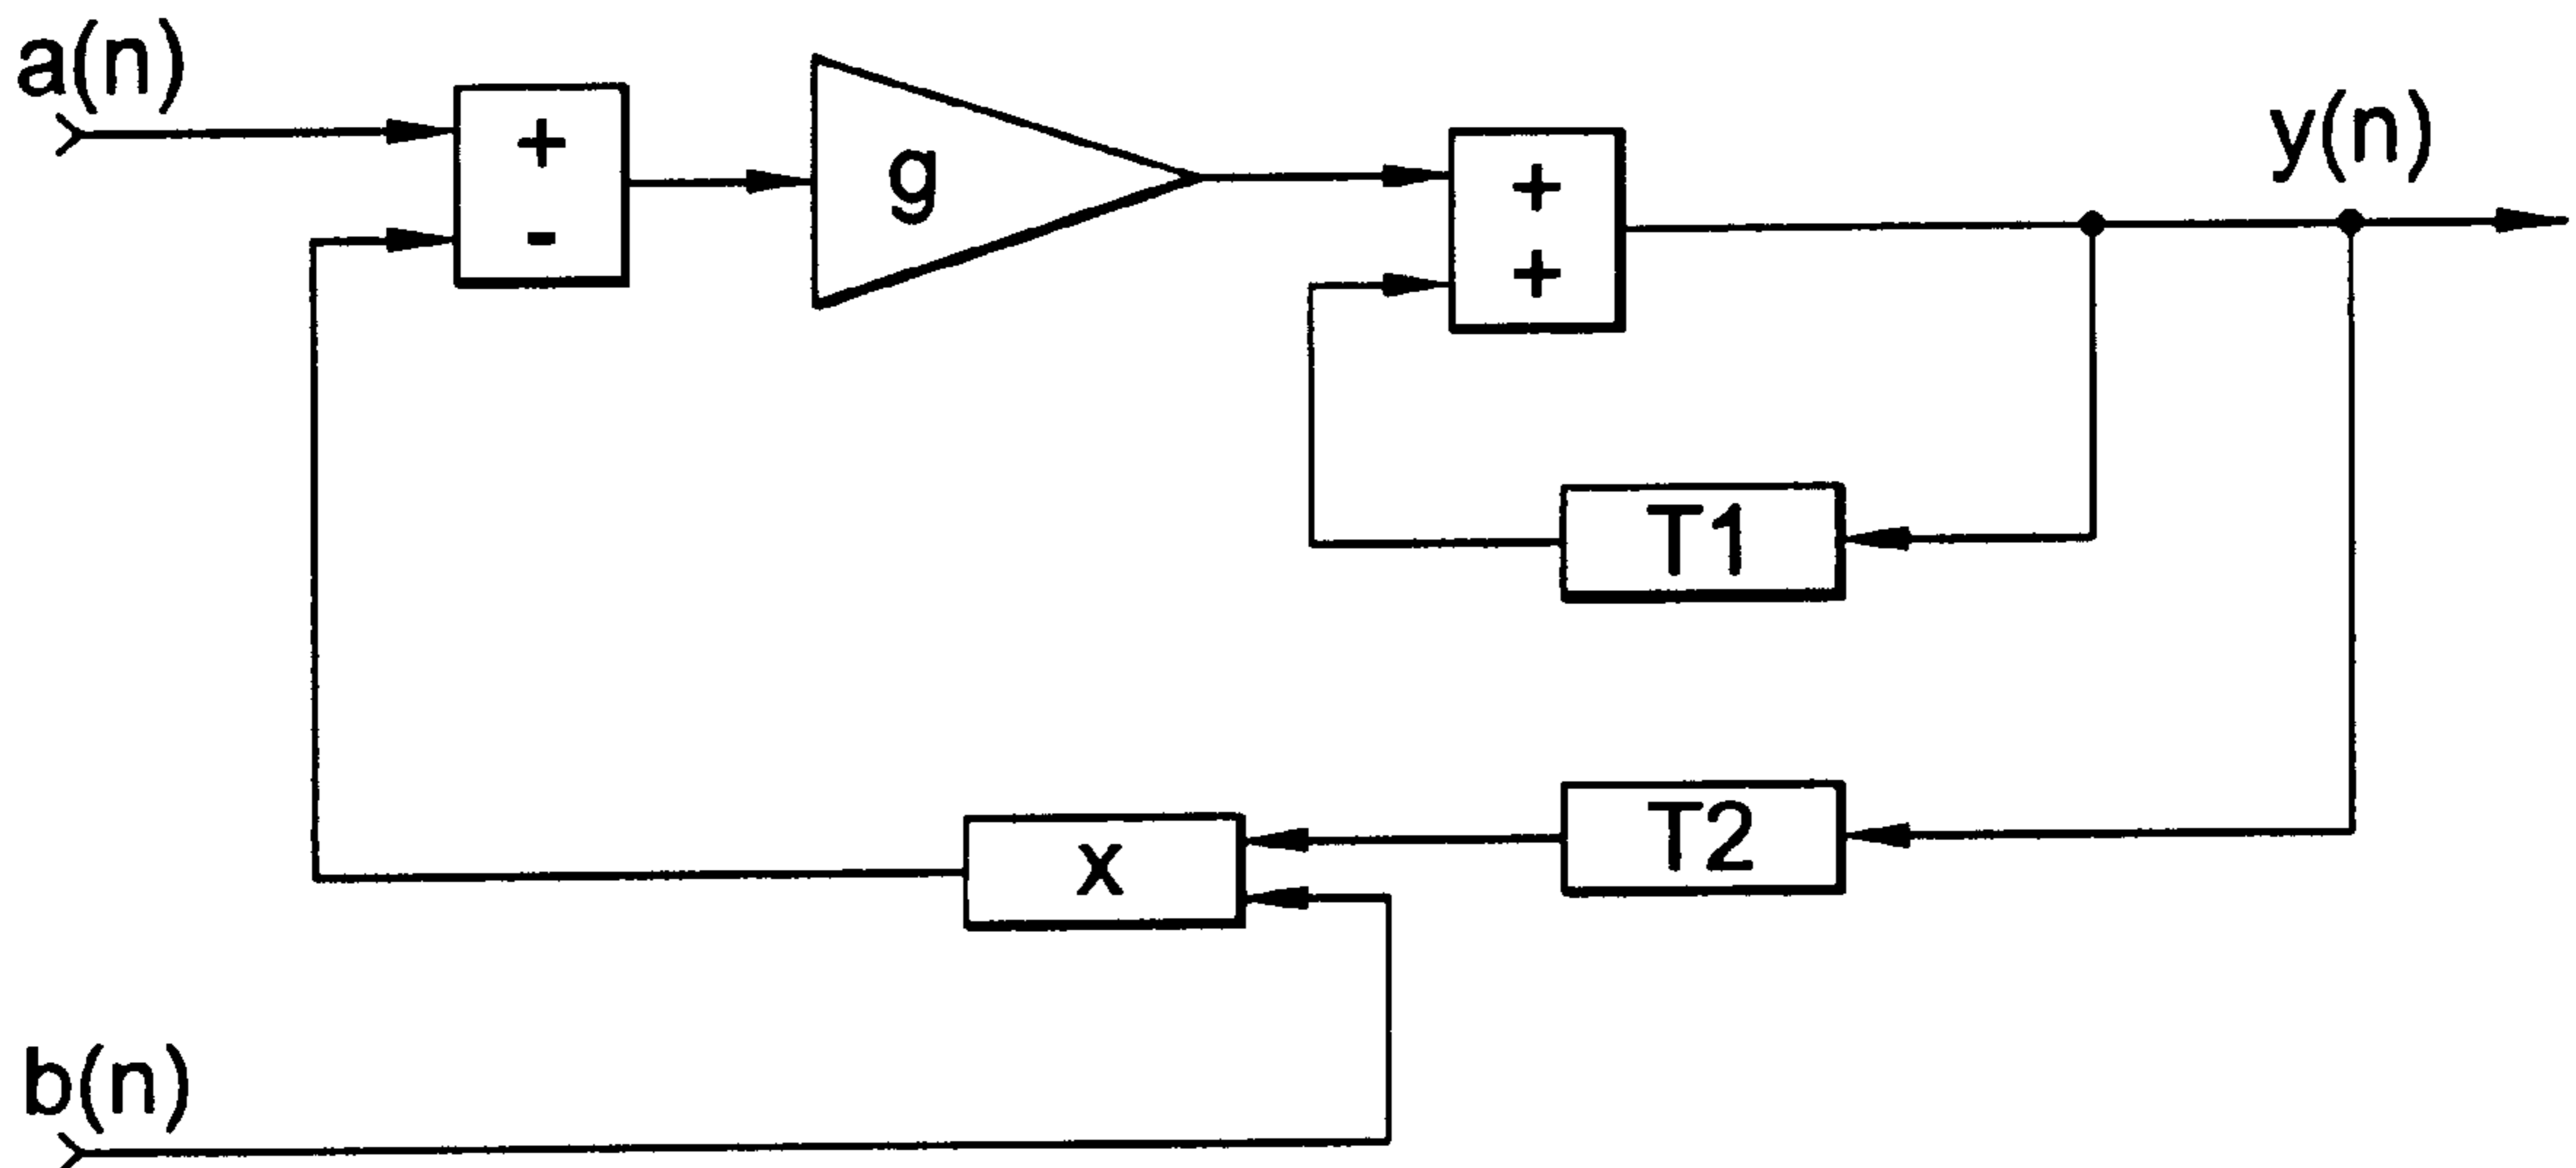 a(n)
+
-
g
+
+
y(n)
T1
T2
x
b(n)